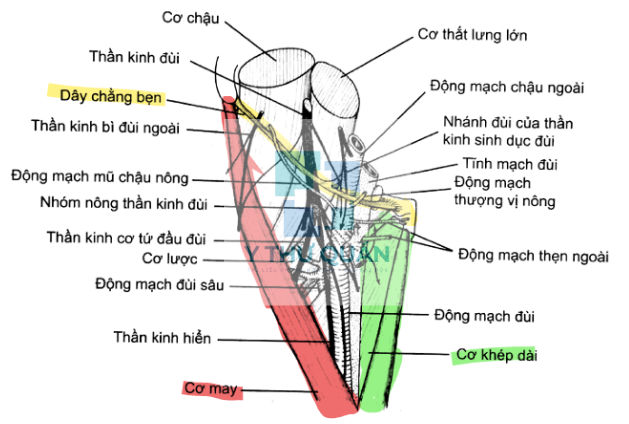 Cơ chậu
Cơ thắt lưng lớn
Thần kinh đùi
Động mạch chậu ngoài
Dây chằng bẹn
Nhánh đùi của thần
kinh sinh dục đùi
Thần kinh bì đùi ngoài
Tĩnh mạch đùi
Động mạch mũ chậu nông
Động mạch
thượng vị nông
Nhóm nông thần kinh đùi
Thần kinh cơ tứ đầu đùi
Động mạch thẹn ngoài
Cơ lược
Y THƯ QUÁN
Động mạch đùi sâu
Động mạch đùi
Thần kinh hiển
Cơ khép dài
Cơ may